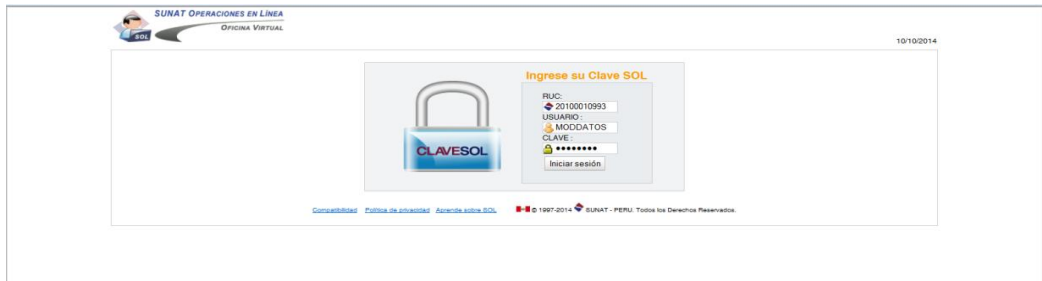 SUNAT OPERACIONES EN LÍNEA
OFICINA VIRTUAL
SOL
10/10/2014
Ingrese su Clave SOL
RUC:
20100010993
USUARIO :
MODDATOS
CLAVE :
••••••••
Iniciar sesión
CLAVESOL
Compatibilidad Política de privacidad Aprende sobre SOL © 1997-2014 SUNAT - PERU. Todos los Derechos Reservados.